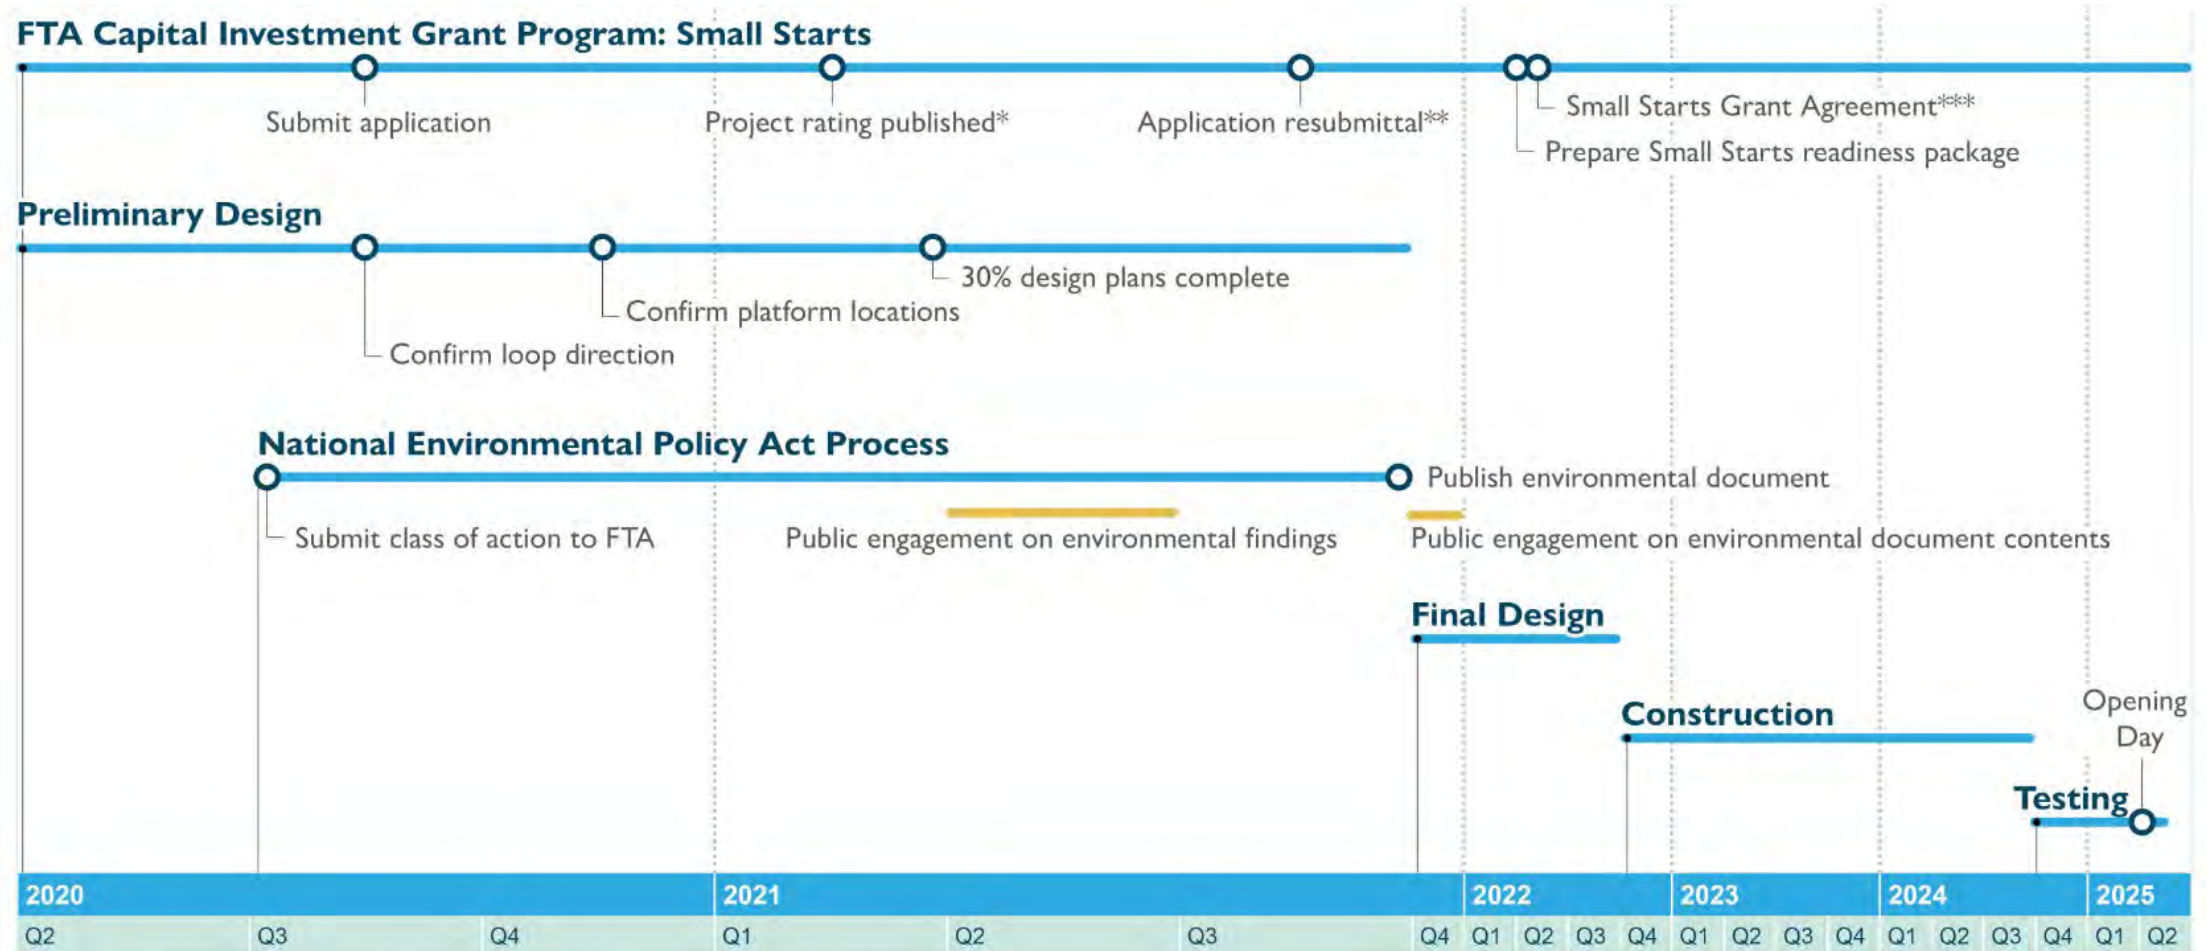 FTA Capital Investment Grant Program: Small Starts
Submit application
Project rating published*
Application resubmittal**
Small Starts Grant Agreement***
Prepare Small Starts readiness package
Preliminary Design
30% design plans complete
Confirm platform locations
Confirm loop direction
National Environmental Policy Act Process
Publish environmental document
Submit class of action to FTA
Public engagement on environmental findings
Public engagement on environmental document contents
Final Design
Construction
Opening
Day
Testing
2020 2021 2022 2023 2024 2025
Q2 Q3 Q4 Q1 Q2 Q3 Q4 Q1 Q2 Q3 Q4 Q1 Q2 Q3 Q4 Q1 Q2 Q3 Q4 Q1 Q2